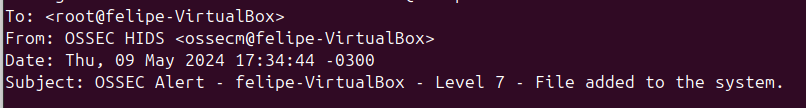 To: <root@felipe-VirtualBox>
From: OSSEC HIDS <ossecm@felipe-VirtualBox>
Date: Thu, 09 May 2024 17:34:44 -0300
Subject: OSSEC Alert - felipe-VirtualBox - Level 7 - File added to the system.